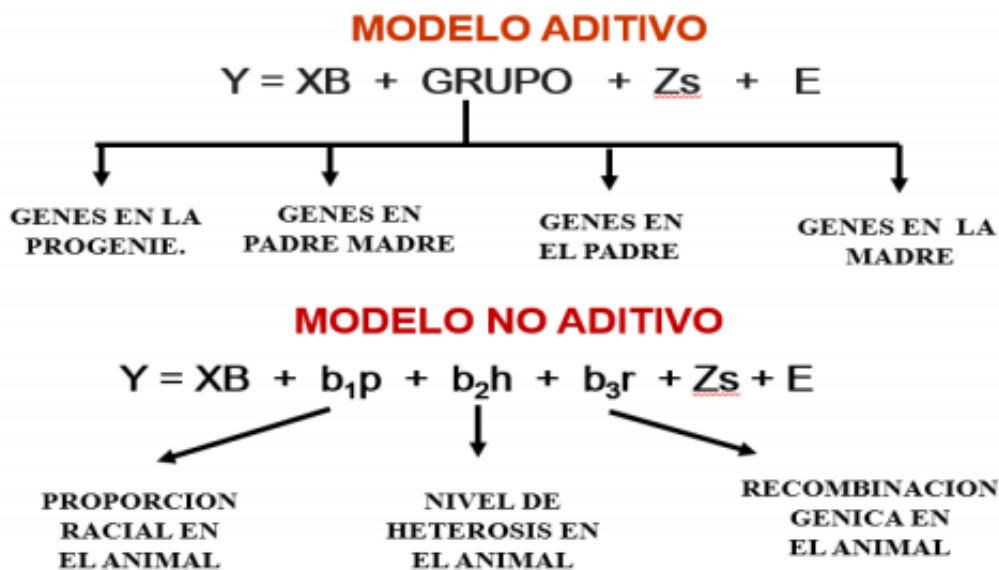 MODELO ADITIVO
Y = XB + GRUPO + Zs + E
GENES EN LA
PROGENIE.
GENES EN
PADRE MADRE
GENES EN
EL PADRE
GENES EN LA
MADRE
MODELO NO ADITIVO
Y = XB + b₁p + b₂h + b₃r + Zs + E
PROPORCION
RACIAL EN
EL ANIMAL
NIVEL DE
HETEROSIS EN
EL ANIMAL
RECOMBINACION
GENICA EN
EL ANIMAL